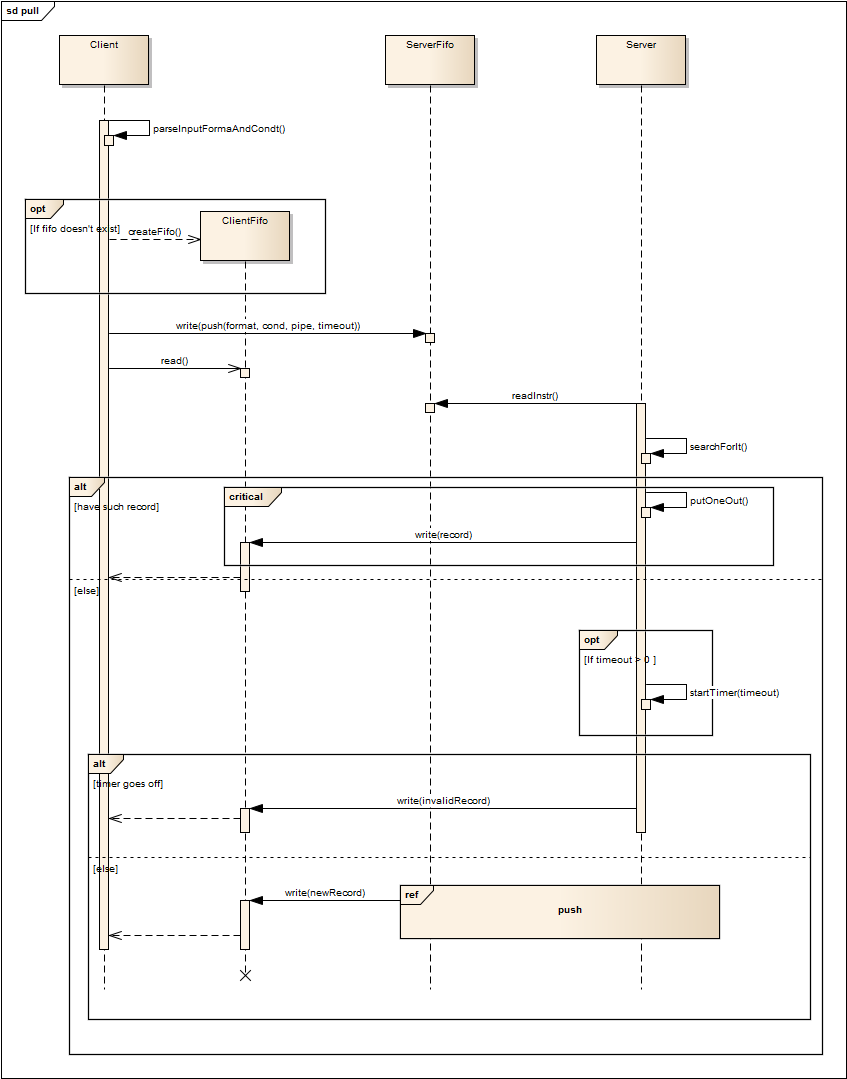 sd pull
Client
ServerFifo
Server
parseInputFormaAndCondt()
opt
ClientFifo
[If fifo doesn't exist]
createFifo()
write(push(format, cond, pipe, timeout))
read()
readInstr()
searchForIt()
alt
critical
[have such record]
putOneOut()
write(record)
[else]
opt
[If timeout > 0 ]
startTimer(timeout)
alt
[timer goes off]
write(invalidRecord)
[else]
write(newRecord)
ref
push